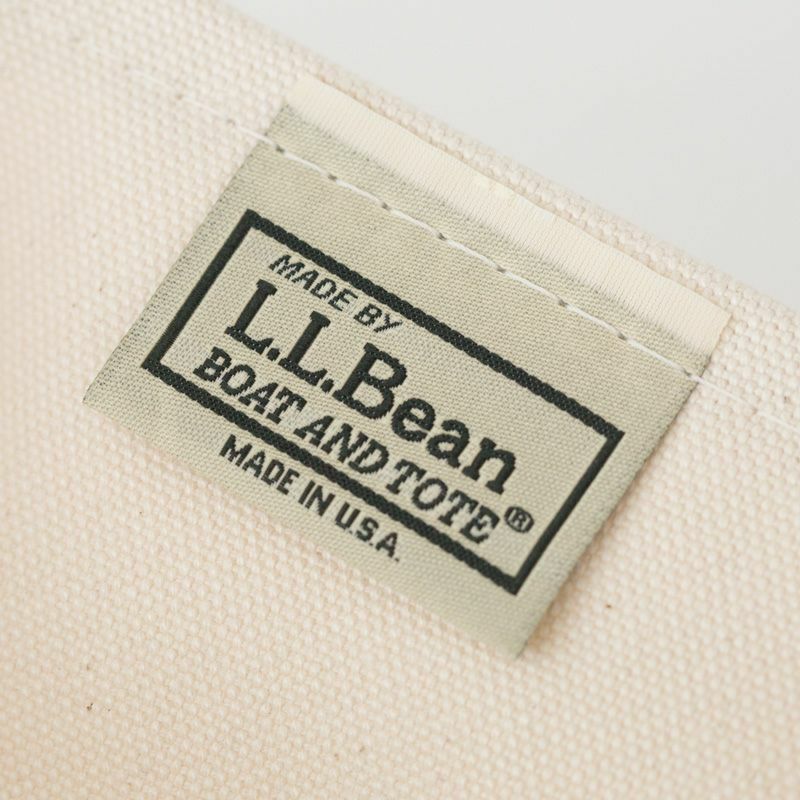 MADE BY
L.L.Bean
BOAT AND TOTE®
MADE IN U.S.A.